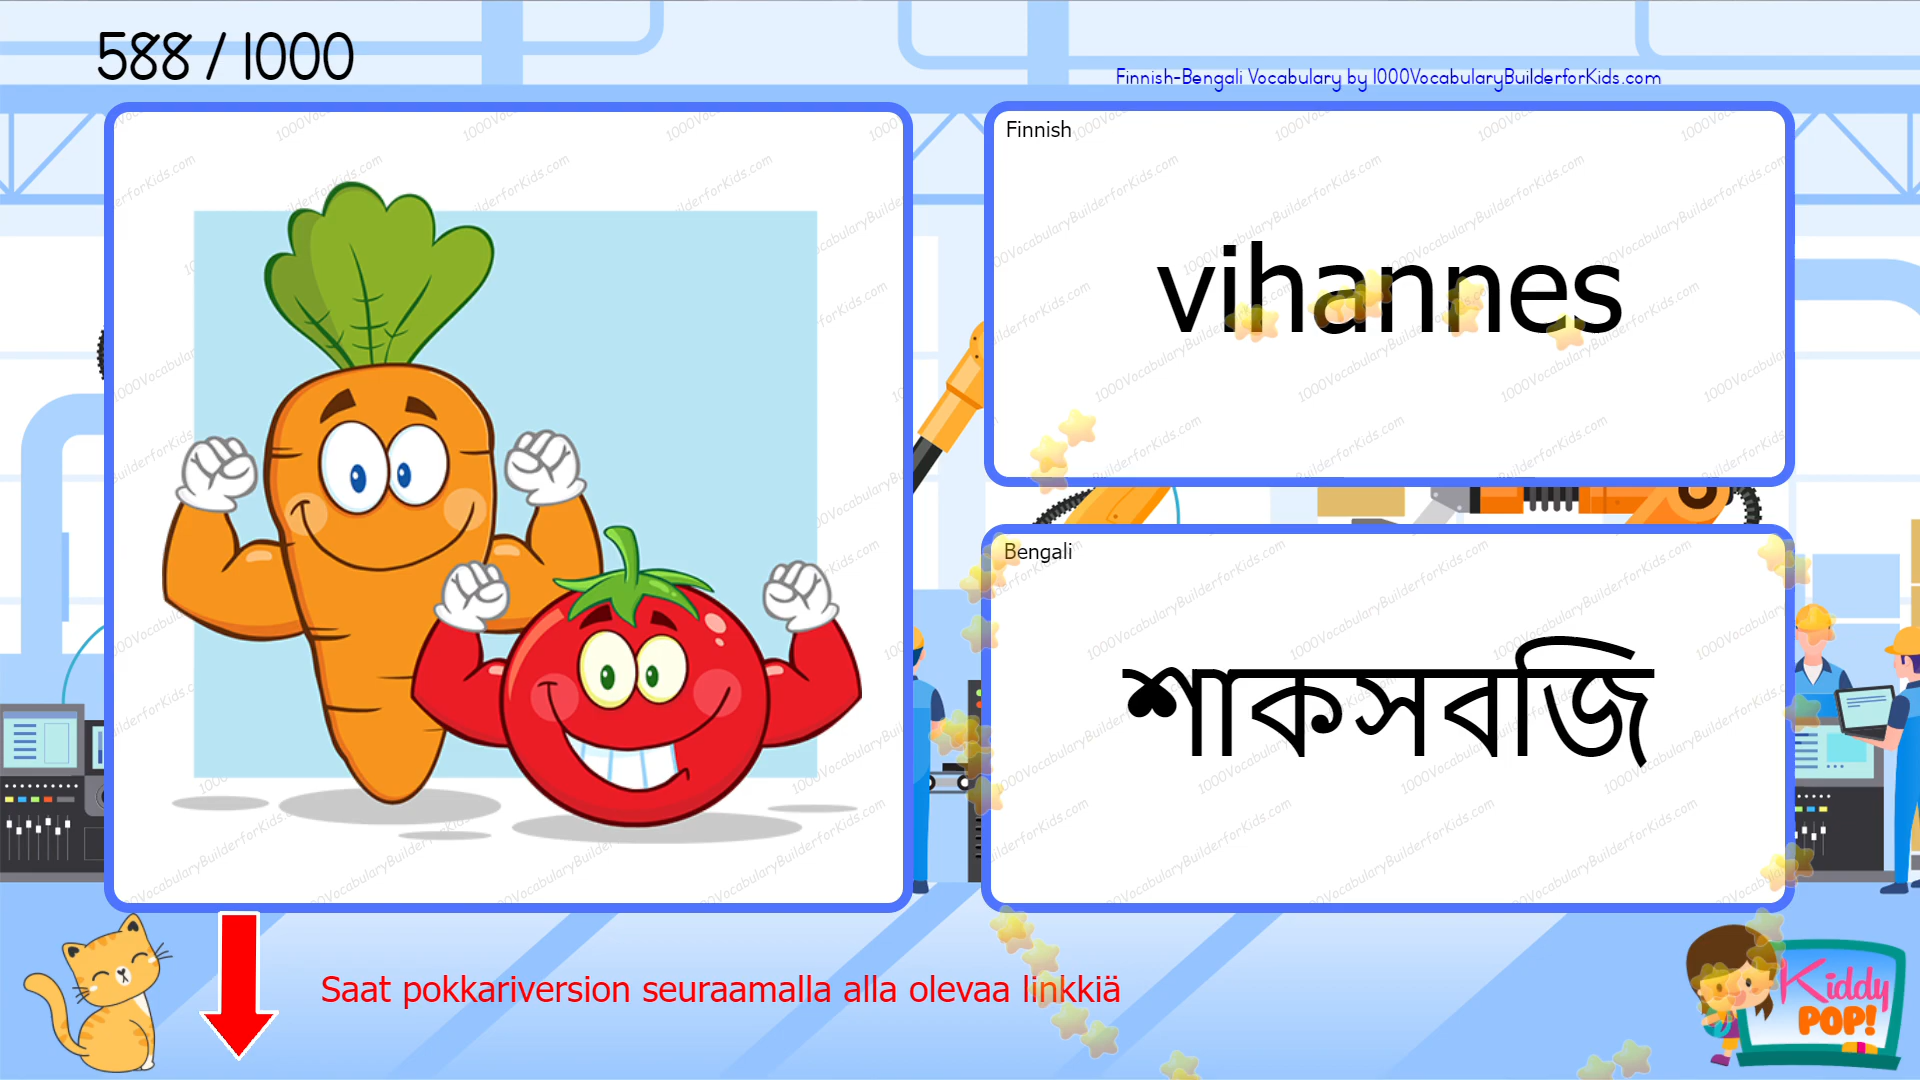 588 / 1000
Finnish-Bengali Vocabulary by 1000VocabularyBuilderforKids.com
Finnish
vihannes
Bengali
শাকসবজি
Saat pokkariversion seuraamalla alla olevaa linkkiä
Kiddy
POP!